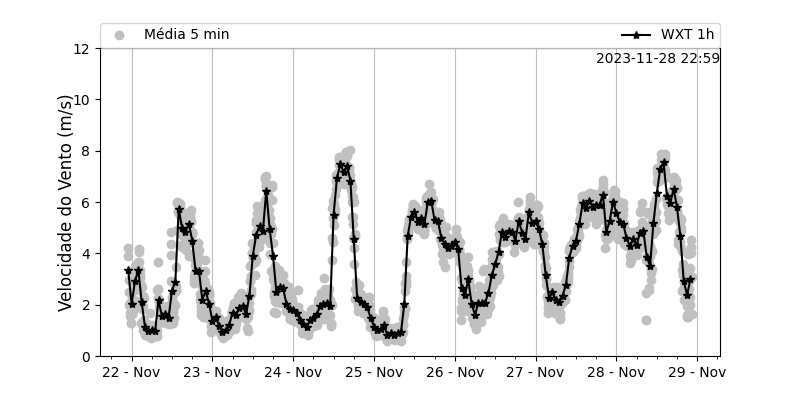 Média 5 min
WXT 1h
2023-11-28 22:59
Velocidade do Vento (m/s)
12
10
8
6
4
2
0
22 - Nov 23 - Nov 24 - Nov 25 - Nov 26 - Nov 27 - Nov 28 - Nov 29 - Nov